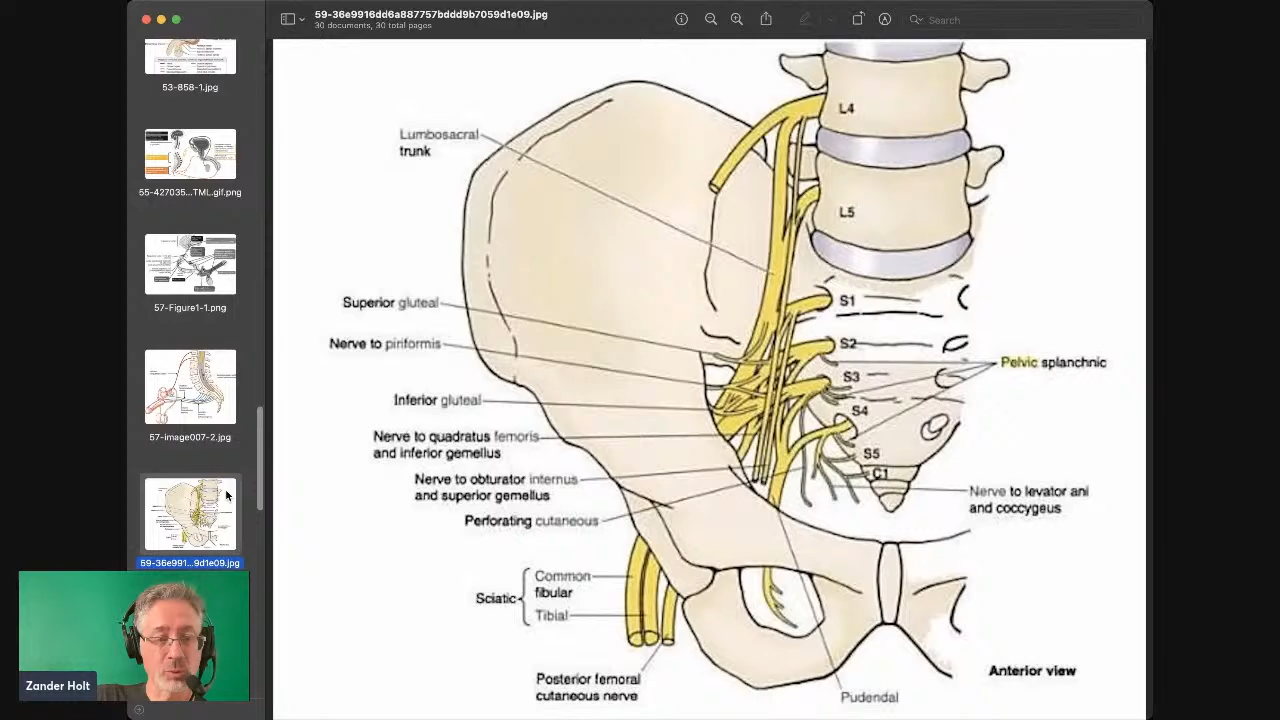 59-36e9916dd6a887757bddd9b7059d1e09.jpg
30 documents, 30 total pages
Search
53-858-1.jpg
55-427035...TML.gif.png
57-Figure1-1.png
57-image007-2.jpg
59-36e991...9d1e09.jpg
Zander Holt
L4
Lumbosacral
trunk
L5
Superior gluteal
S1
Nerve to piriformis
S2
Pelvic splanchnic
S3
Inferior gluteal
S4
Nerve to quadratus femoris
and inferior gemellus
S5
C1
Nerve to obturator internus
and superior gemellus
Nerve to levator ani
and coccygeus
Perforating cutaneous
Sciatic
Common
fibular
Tibial
Posterior femoral
cutaneous nerve
Anterior view
Pudendal